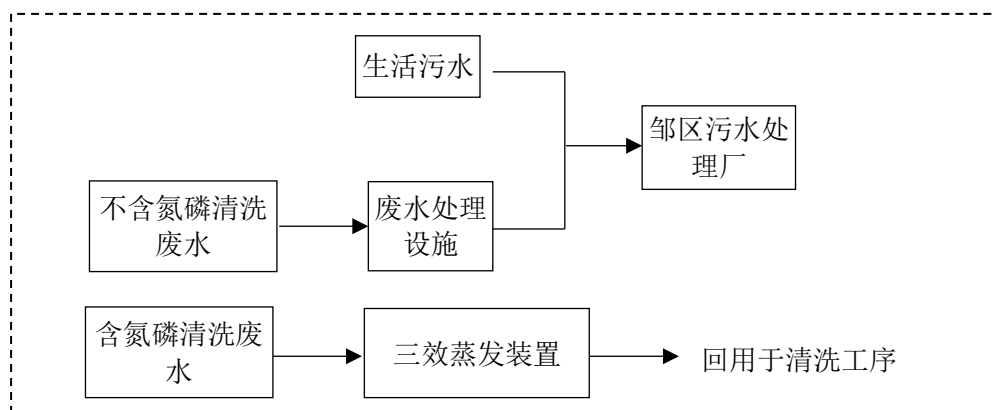 生活污水
邹区污水处
理厂
不含氮磷清洗
废水
废水处理
设施
含氮磷清洗废
水
三效蒸发装置
回用于清洗工序